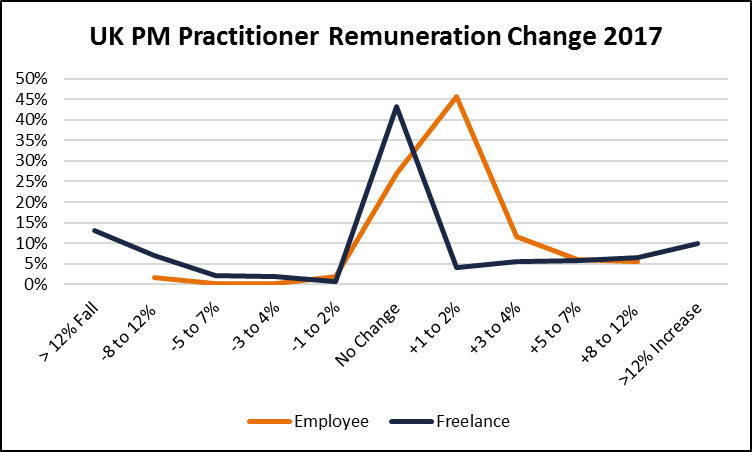 UK PM Practitioner Remuneration Change 2017
50%
45%
40%
35%
30%
25%
20%
15%
10%
5%
0%
> 12% Fall
-8 to 12%
-5 to 7%
-3 to 4%
-1 to 2%
No Change
+1 to 2%
+3 to 4%
+5 to 7%
+8 to 12%
>12% Increase
Employee
Freelance